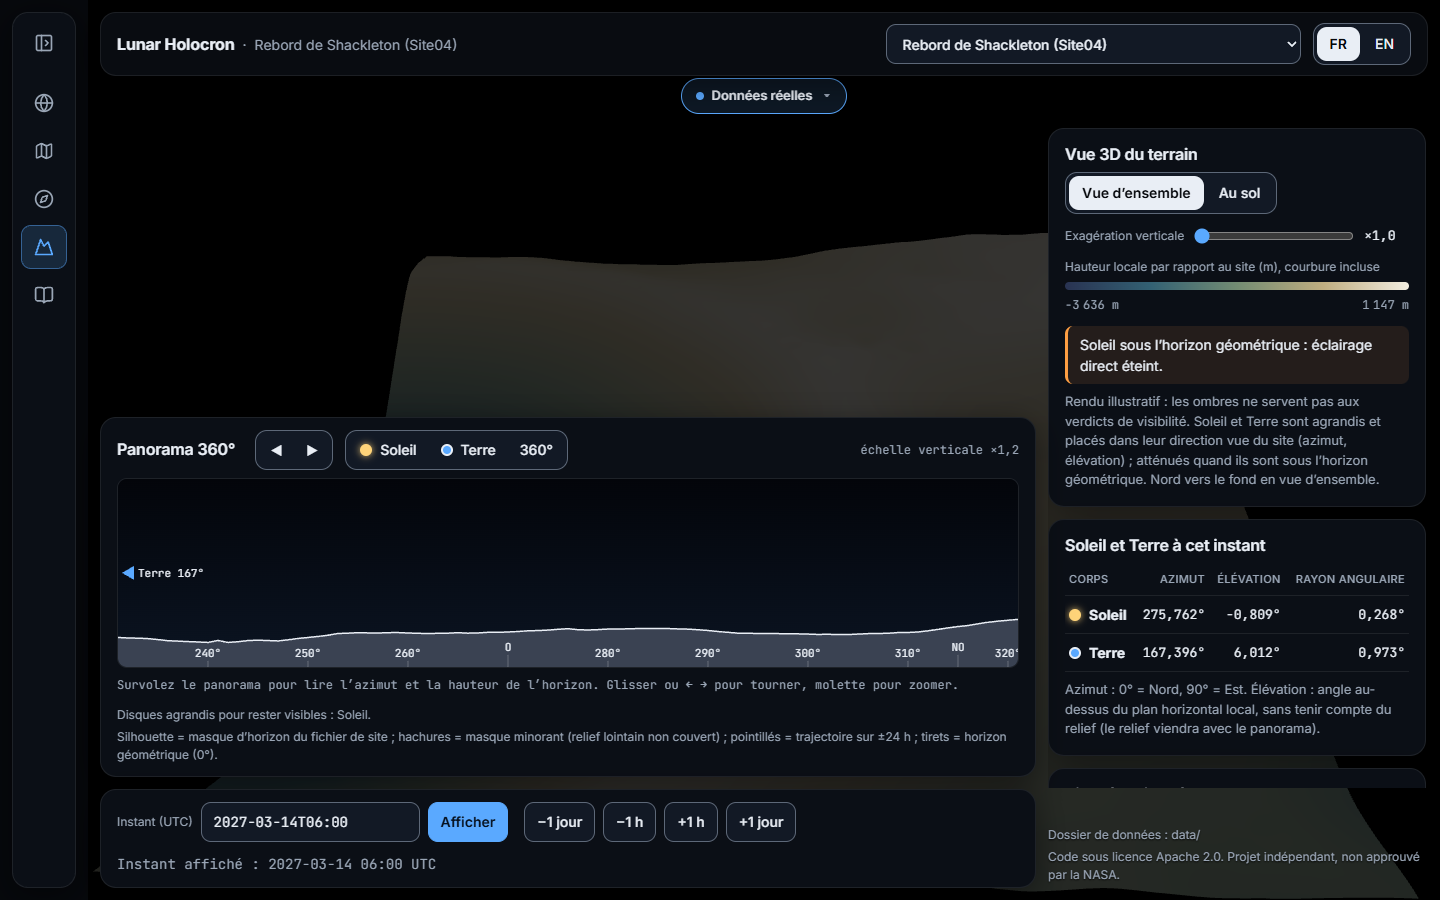 Lunar Holocron · Rebord de Shackleton (Site04)
Rebord de Shackleton (Site04)
FR EN
Données réelles
Vue 3D du terrain
Vue d’ensemble Au sol
Exagération verticale ×1,0
Hauteur locale par rapport au site (m), courbure incluse
-3 636 m 1 147 m
Soleil sous l’horizon géométrique : éclairage
direct éteint.
Rendu illustratif : les ombres ne servent pas aux
verdicts de visibilité. Soleil et Terre sont agrandis et
placés dans leur direction vue du site (azimut,
élévation) ; atténués quand ils sont sous l’horizon
géométrique. Nord vers le fond en vue d’ensemble.
Panorama 360° ◀ ▶ Soleil Terre 360° échelle verticale ×1,2
Terre 167°
240° 250° 260° O 280° 290° 300° 310° NO 320°
Survolez le panorama pour lire l’azimut et la hauteur de l’horizon. Glisser ou ← → pour tourner, molette pour zoomer.
Disques agrandis pour rester visibles : Soleil.
Silhouette = masque d’horizon du fichier de site ; hachures = masque minorant (relief lointain non couvert) ; pointillés = trajectoire sur ±24 h ; tirets = horizon
géométrique (0°).
Soleil et Terre à cet instant
CORPS AZIMUT ÉLÉVATION RAYON ANGULAIRE
Soleil 275,762° -0,809° 0,268°
Terre 167,396° 6,012° 0,973°
Azimut : 0° = Nord, 90° = Est. Élévation : angle au-
dessus du plan horizontal local, sans tenir compte du
relief (le relief viendra avec le panorama).
Instant (UTC) 2027-03-14T06:00 Afficher −1 jour −1 h +1 h +1 jour
Instant affiché : 2027-03-14 06:00 UTC
Dossier de données : data/
Code sous licence Apache 2.0. Projet indépendant, non approuvé
par la NASA.